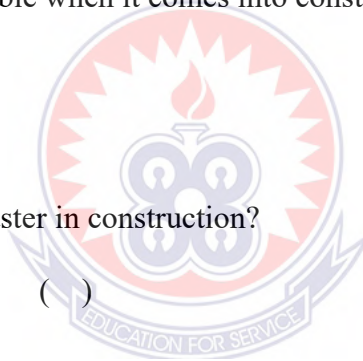 ble when it comes into const
ster in construction?
( )
EDUCATION FOR SERVICE